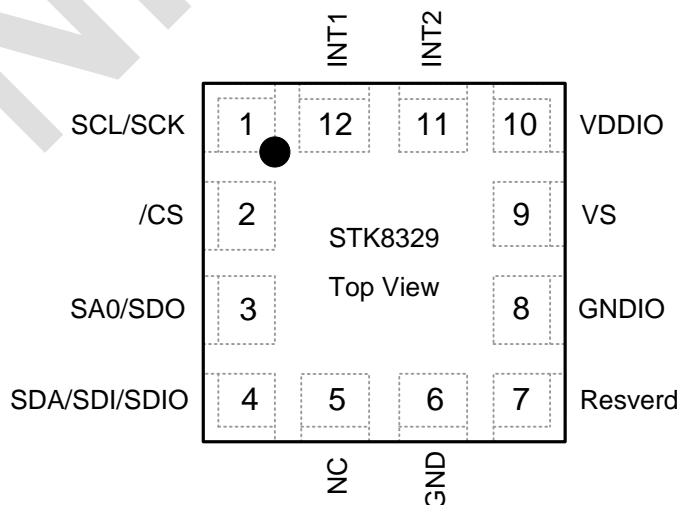 INT1
INT2
SCL/SCK 1 12 11 10 VDDIO
/CS 2 9 VS
STK8329
Top View
SA0/SDO 3 8 GNDIO
SDA/SDI/SDIO 4 5 6 7 Resverd
NC
GND